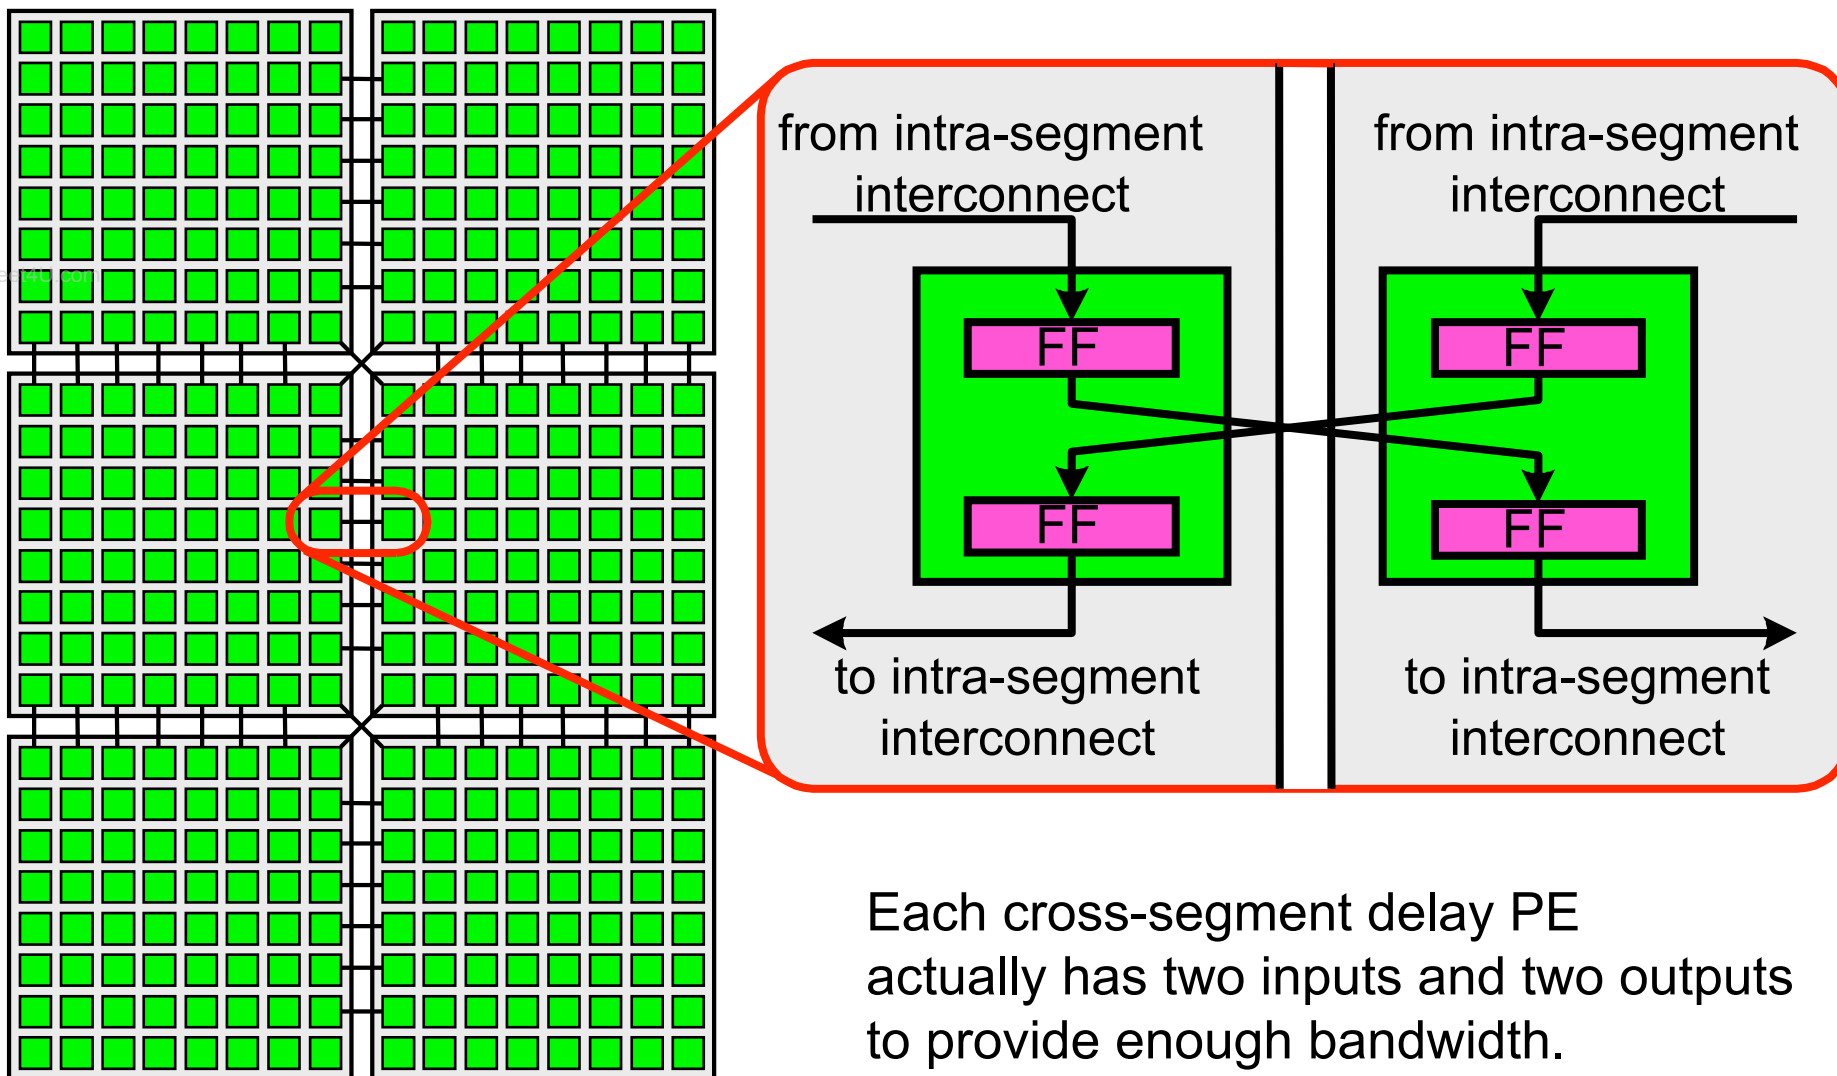 from intra-segment
interconnect
from intra-segment
interconnect
FF
FF
FF
FF
to intra-segment
interconnect
to intra-segment
interconnect
Each cross-segment delay PE
actually has two inputs and two outputs
to provide enough bandwidth.